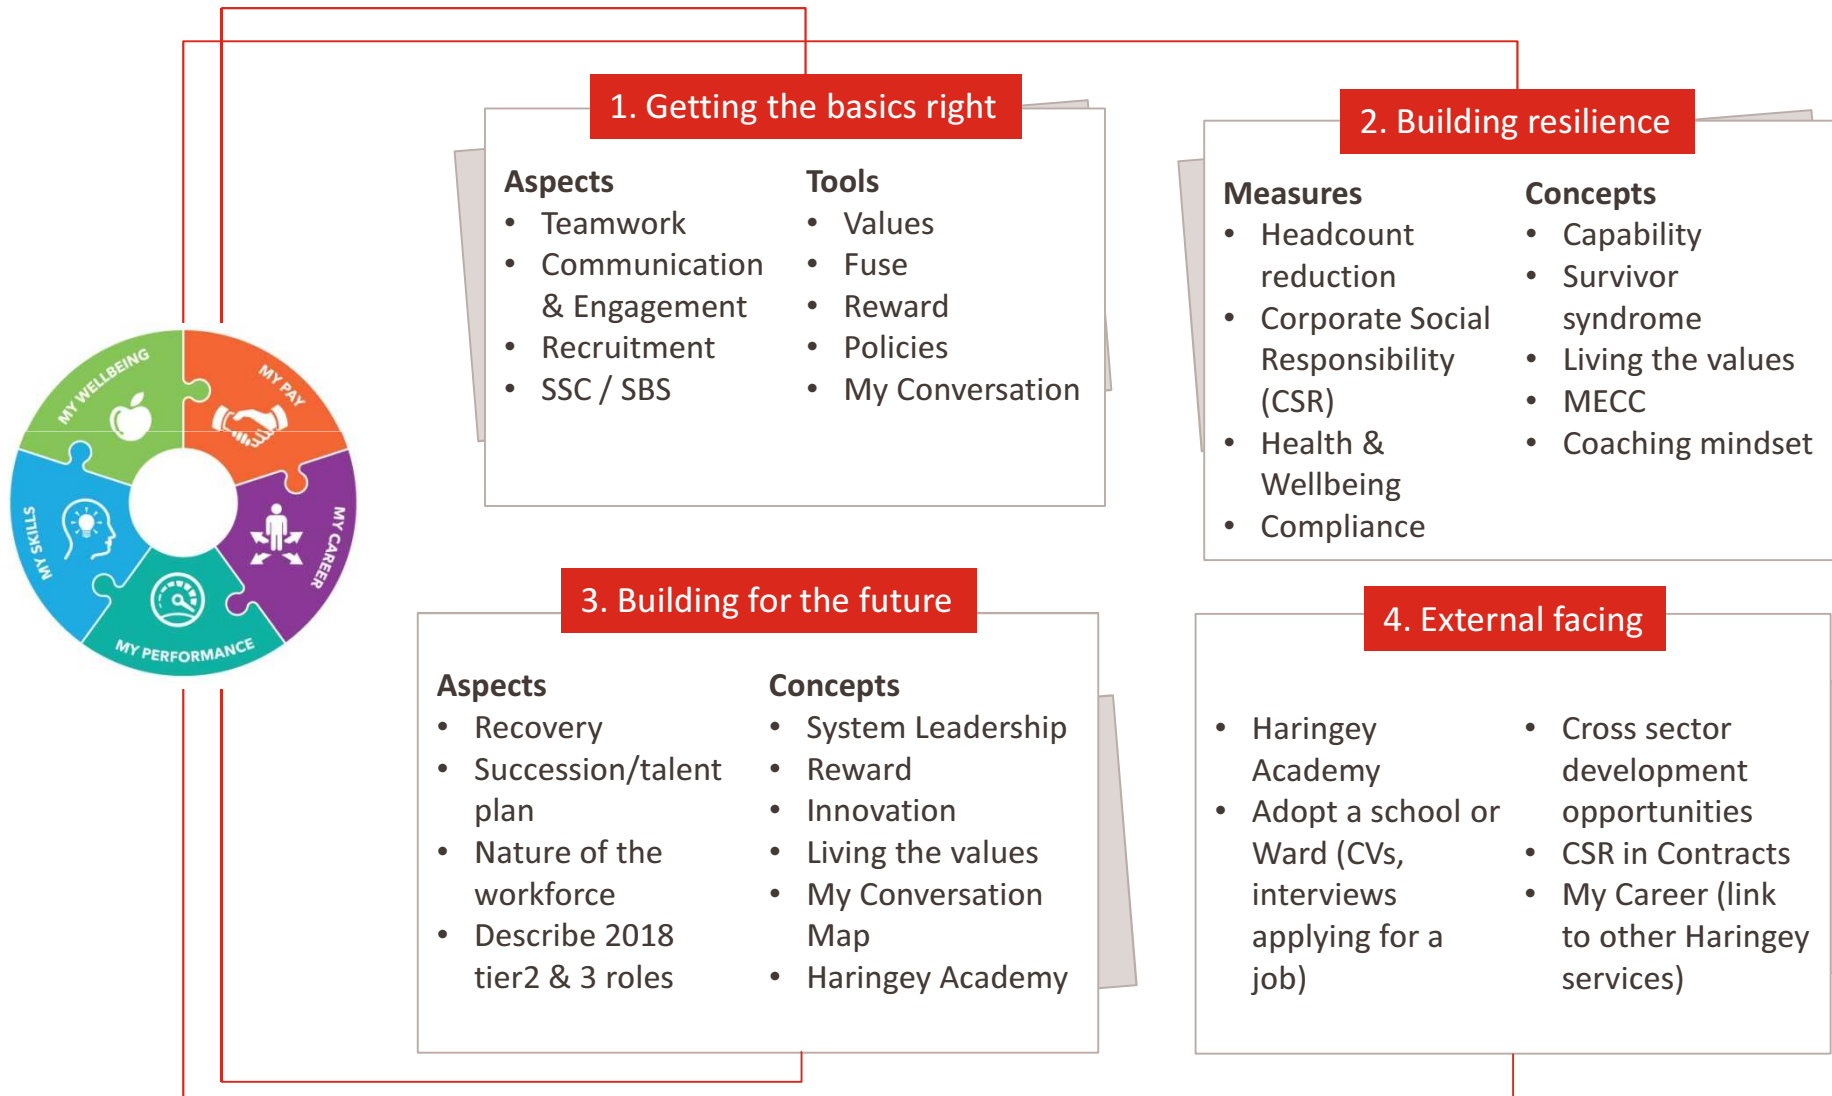 1. Getting the basics right
Aspects
• Teamwork
• Communication
& Engagement
• Recruitment
• SSC / SBS
Tools
• Values
• Fuse
• Reward
• Policies
• My Conversation
2. Building resilience
Measures
• Headcount
reduction
• Corporate Social
Responsibility
(CSR)
• Health &
Wellbeing
• Compliance
Concepts
• Capability
• Survivor
syndrome
• Living the values
• MECC
• Coaching mindset
MY WELLBEING
MY PAY
MY CAREER
MY PERFORMANCE
MY SKILLS
3. Building for the future
Aspects
• Recovery
• Succession/talent
plan
• Nature of the
workforce
• Describe 2018
tier2 & 3 roles
Concepts
• System Leadership
• Reward
• Innovation
• Living the values
• My Conversation
Map
• Haringey Academy
4. External facing
• Haringey
Academy
• Adopt a school or
Ward (CVs,
interviews
applying for a
job)
• Cross sector
development
opportunities
• CSR in Contracts
• My Career (link
to other Haringey
services)